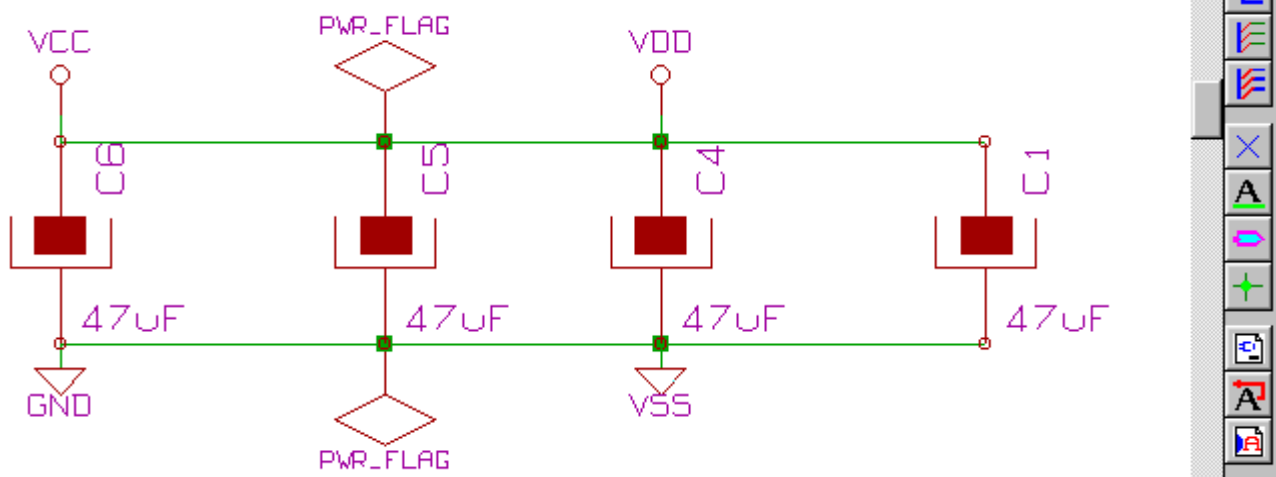 PWR_FLAG
VCC
VDD
C6
C5
C4
C1
47uF
47uF
47uF
47uF
GND
VSS
PWR_FLAG
A
A
A